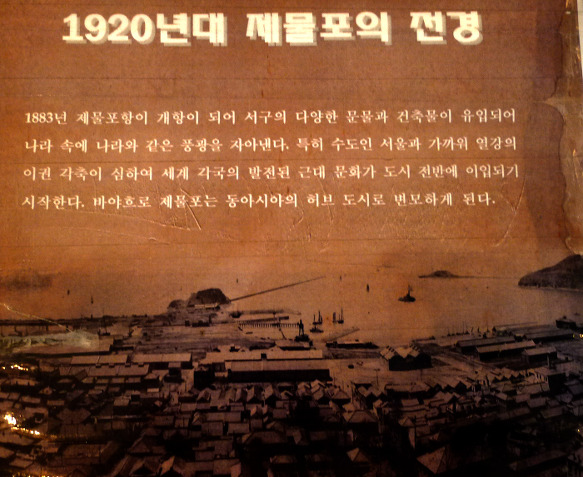 1920년대 제물포의 전경
1883년 제물포항이 개항이 되어 서구의 다양한 문물과 건축물이 유입되어
나라 속에 나라와 같은 풍광을 자아낸다. 특히 수도인 서울과 가까워 열강의
이권 각축이 심하여 세계 각국의 발전된 근대 문화가 도시 전반에 이입되기
시작한다. 바야흐로 제물포는 동아시아의 허브 도시로 변모하게 된다.